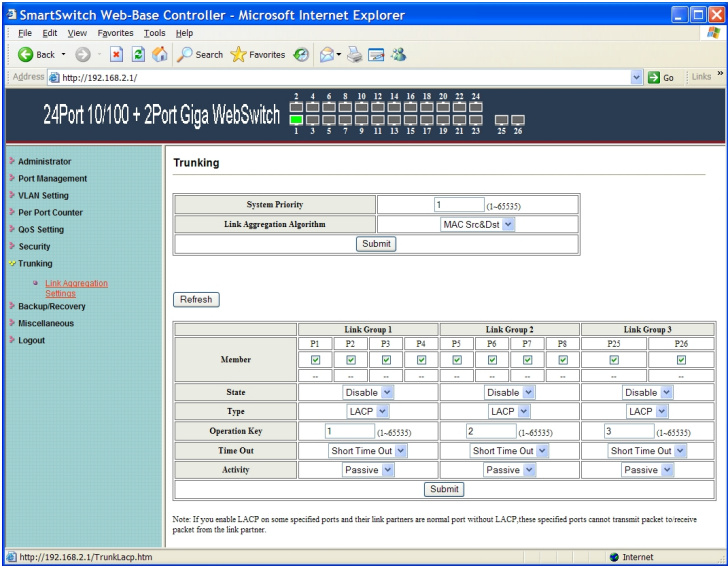 SmartSwitch Web-Base Controller - Microsoft Internet Explorer
File Edit View Favorites Tools Help
Back Search Favorites
Address http://192.168.2.1/ Go Links »
24Port 10/100 + 2Port Giga WebSwitch
2 4 6 8 10 12 14 16 18 20 22 24
1 3 5 7 9 11 13 15 17 19 21 23 25 26
Administrator
Port Management
VLAN Setting
Per Port Counter
QoS Setting
Security
Trunking
Link Aggregation
Settings
Backup/Recovery
Miscellaneous
Logout
Trunking
System Priority 1 (1~65535)
Link Aggregation Algorithm MAC Src&Dst
Submit
Refresh
Link Group 1 Link Group 2 Link Group 3
Member P1 P2 P3 P4 P5 P6 P7 P8 P25 P26
-- -- -- -- -- -- -- -- -- --
State Disable Disable Disable
Type LACP LACP LACP
Operation Key 1 (1~65535) 2 (1~65535) 3 (1~65535)
Time Out Short Time Out Short Time Out Short Time Out
Activity Passive Passive Passive
Submit
Note: If you enable LACP on some specified ports and their link partners are normal port without LACP,these specified ports cannot transmit packet to/receive
packet from the link partner.
http://192.168.2.1/TrunkLacp.htm Internet